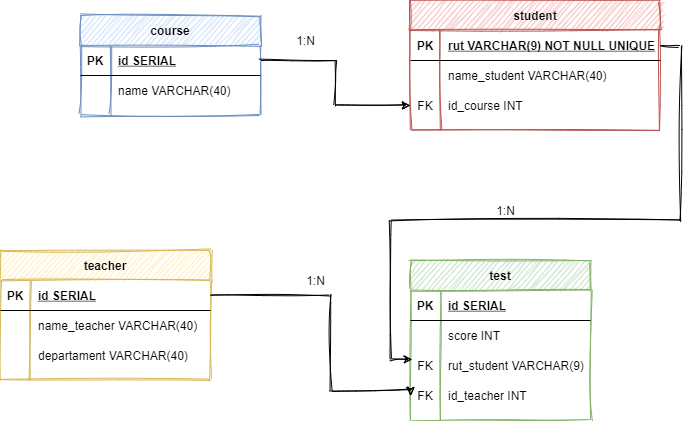 course
PK id SERIAL
name VARCHAR(40)
1:N
student
PK rut VARCHAR(9) NOT NULL UNIQUE
name_student VARCHAR(40)
FK id_course INT
1:N
teacher
PK id SERIAL
name_teacher VARCHAR(40)
departament VARCHAR(40)
1:N
test
PK id SERIAL
score INT
FK rut_student VARCHAR(9)
FK id_teacher INT